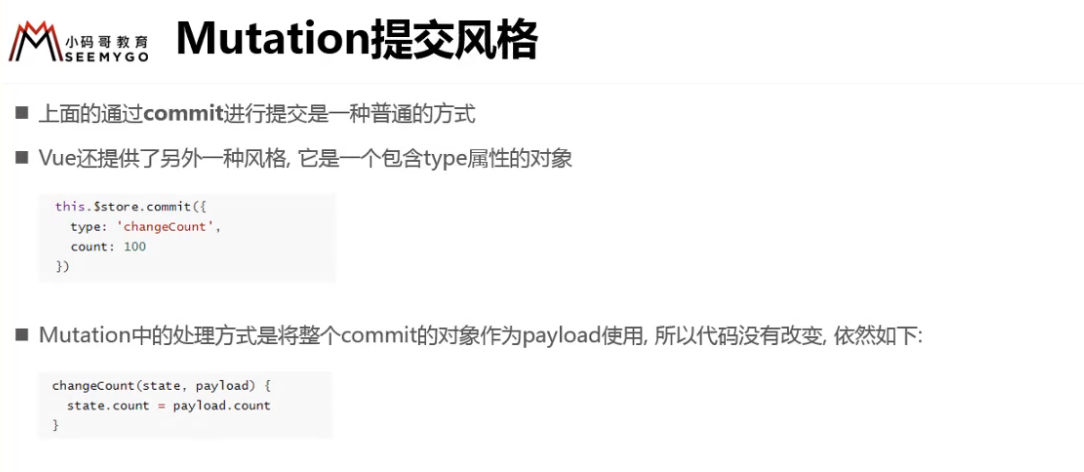 小码哥教育
SEEMYGO
Mutation提交风格
■ 上面的通过commit进行提交是一种普通的方式
■ Vue还提供了另外一种风格, 它是一个包含type属性的对象
this.$store.commit({
  type: 'changeCount',
  count: 100
})
■ Mutation中的处理方式是将整个commit的对象作为payload使用, 所以代码没有改变, 依然如下:
changeCount(state, payload) {
  state.count = payload.count
}